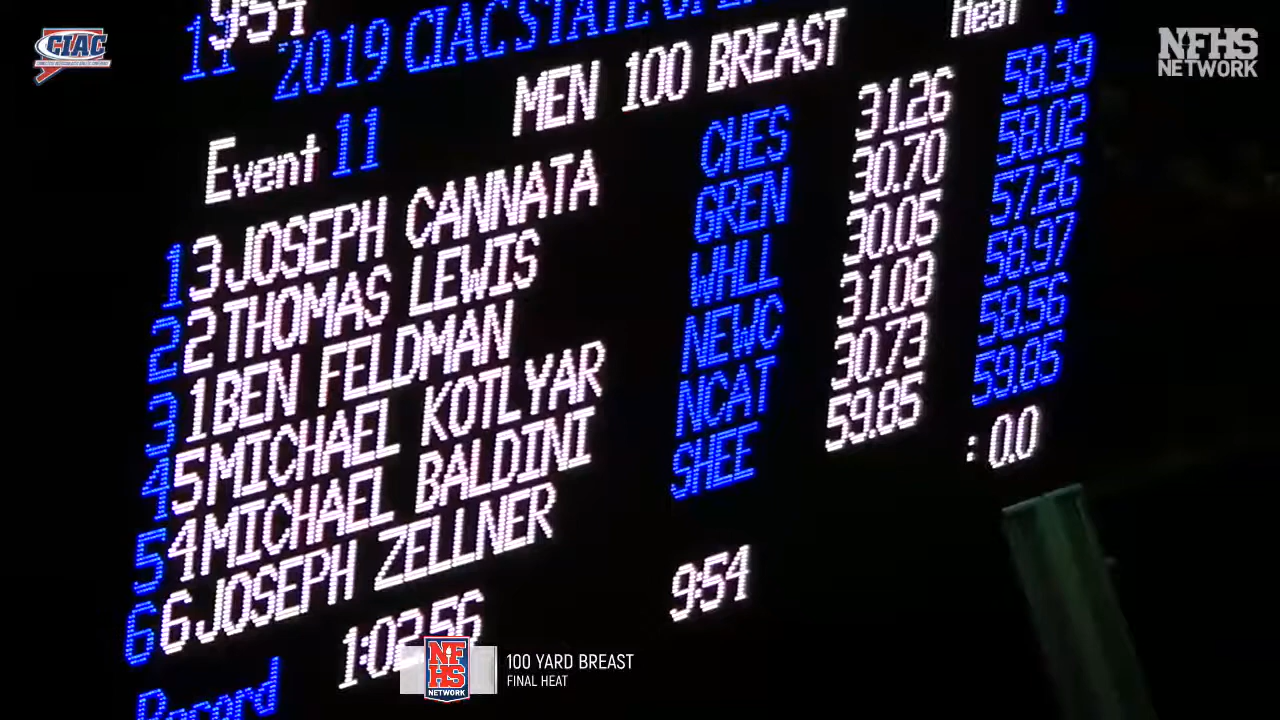 9:54
11 2019 CIAC STATE OPEN
CIAC
NFHS
NETWORK
MEN 100 BREAST Heat 1
Event 11
1 3 JOSEPH CANNATA CHES 31.26 58.39
2 2 THOMAS LEWIS GREN 30.70 58.02
3 1 BEN FELDMAN WHLL 30.05 57.26
4 5 MICHAEL KOTLYAR NEWC 31.08 58.97
5 4 MICHAEL BALDINI NCAT 30.73 58.56
6 6 JOSEPH ZELLNER SHEE 59.85 59.85
: 0.0
1:02.56 9:54
Record
NF
HS
NETWORK
100 YARD BREAST
FINAL HEAT